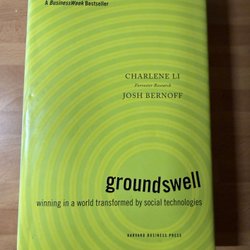 A BusinessWeek Bestseller
CHARLENE LI
Forrester Research
JOSH BERNOFF
groundswell
winning in a world transformed by social technologies
HARVARD BUSINESS PRESS